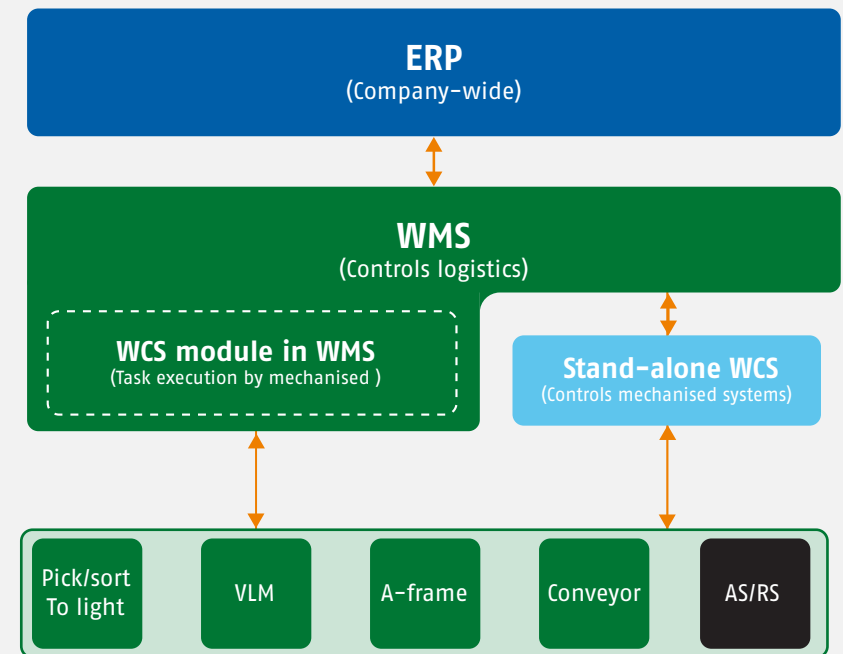 ERP
(Company-wide)
WMS
(Controls logistics)
WCS module in WMS
(Task execution by mechanised )
Stand-alone WCS
(Controls mechanised systems)
Pick/sort
To light
VLM
A-frame
Conveyor
AS/RS